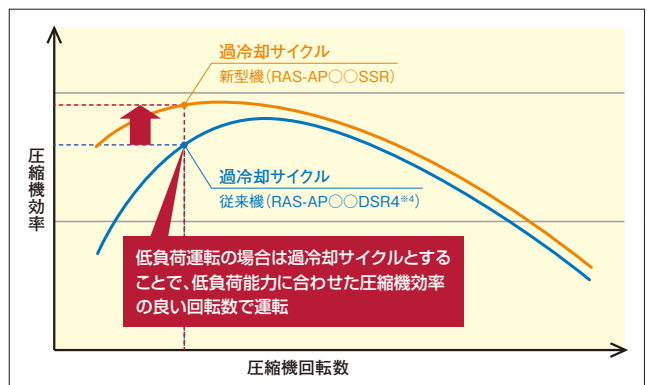 過冷却サイクル
新型機(RAS-AP○○SSR)
過冷却サイクル
従来機(RAS-AP○○DSR4※4)
低負荷運転の場合は過冷却サイクルとする
ことで、低負荷能力に合わせた圧縮機効率
の良い回転数で運転
圧縮機効率
圧縮機回転数